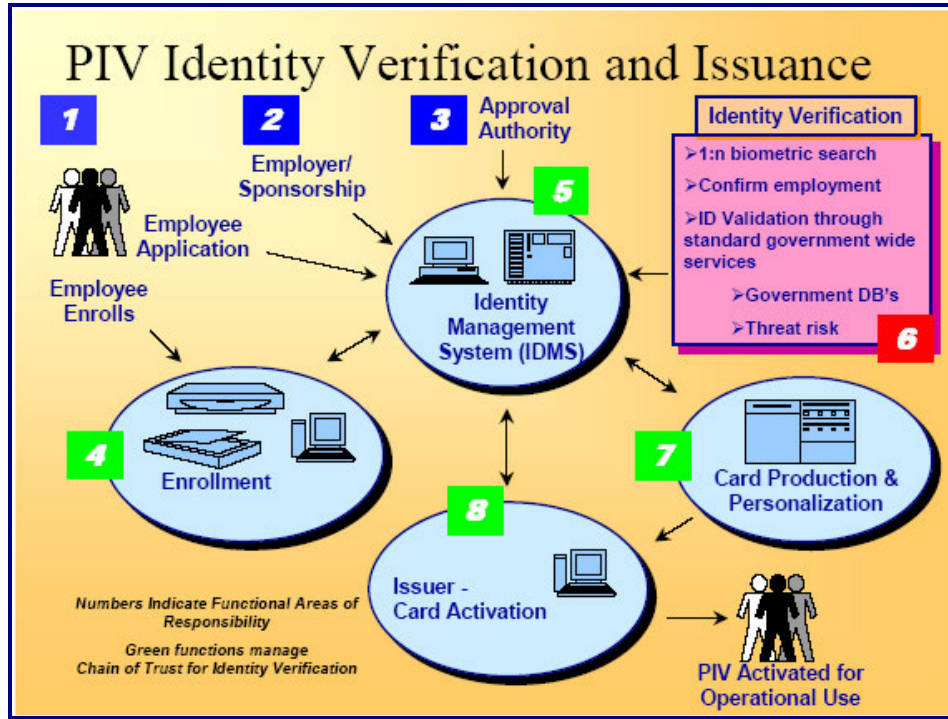 PIV Identity Verification and Issuance
1
2
3
Approval
Authority
Employer/
Sponsorship
Employee
Application
Employee
Enrolls
Identity Verification
➢1:n biometric search
➢Confirm employment
➢ID Validation through
standard government wide
services
➢Government DB's
➢Threat risk
6
5
Identity
Management
System (IDMS)
4
Enrollment
7
Card Production &
Personalization
8
Issuer -
Card Activation
Numbers Indicate Functional Areas of
Responsibility
Green functions manage
Chain of Trust for Identity Verification
PIV Activated for
Operational Use